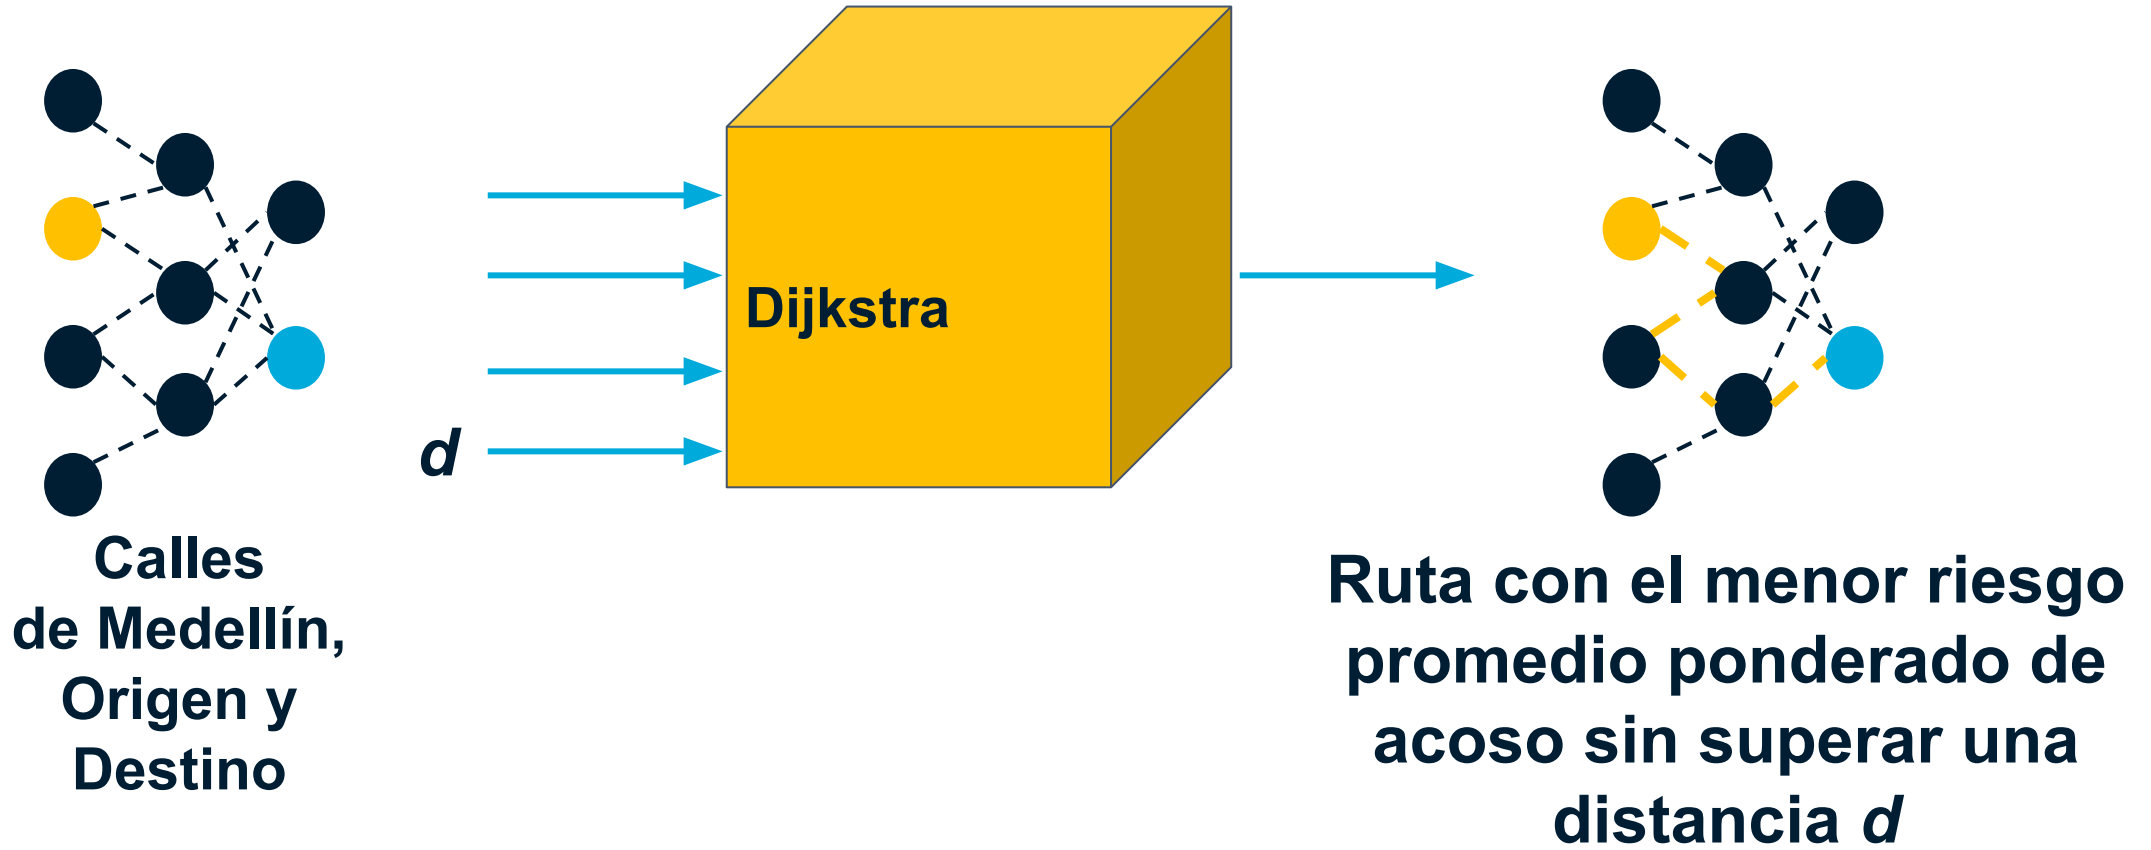 Calles
de Medellín,
Origen y
Destino
d
Dijkstra
Ruta con el menor riesgo
promedio ponderado de
acoso sin superar una
distancia d